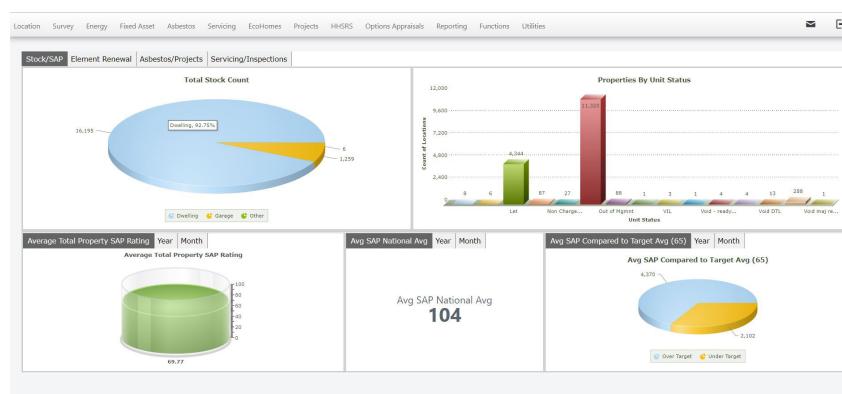 Location Survey Energy Fixed Asset Asbestos Servicing EcoHomes Projects HHSRS Options Appraisals Reporting Functions Utilities
Stock/SAP Element Renewal Asbestos/Projects Servicing/Inspections
Total Stock Count
16,195
Dwelling, 92.75%
6
1,259
Dwelling Garage Other
Properties By Unit Status
12,000
9,600
7,200
4,800
2,400
0
Count of Locations
8 6 4,344 87 27 88 1 3 1 4 4 13 288 1
Let Non Charge... Out of Mgmnt VIL Void - ready... Void DTL Void maj re...
Unit Status
Average Total Property SAP Rating Year Month
Average Total Property SAP Rating
100
80
60
40
20
0
69.77
Avg SAP National Avg Year Month
Avg SAP National Avg
104
Avg SAP Compared to Target Avg (65) Year Month
Avg SAP Compared to Target Avg (65)
4,370
2,102
Over Target Under Target